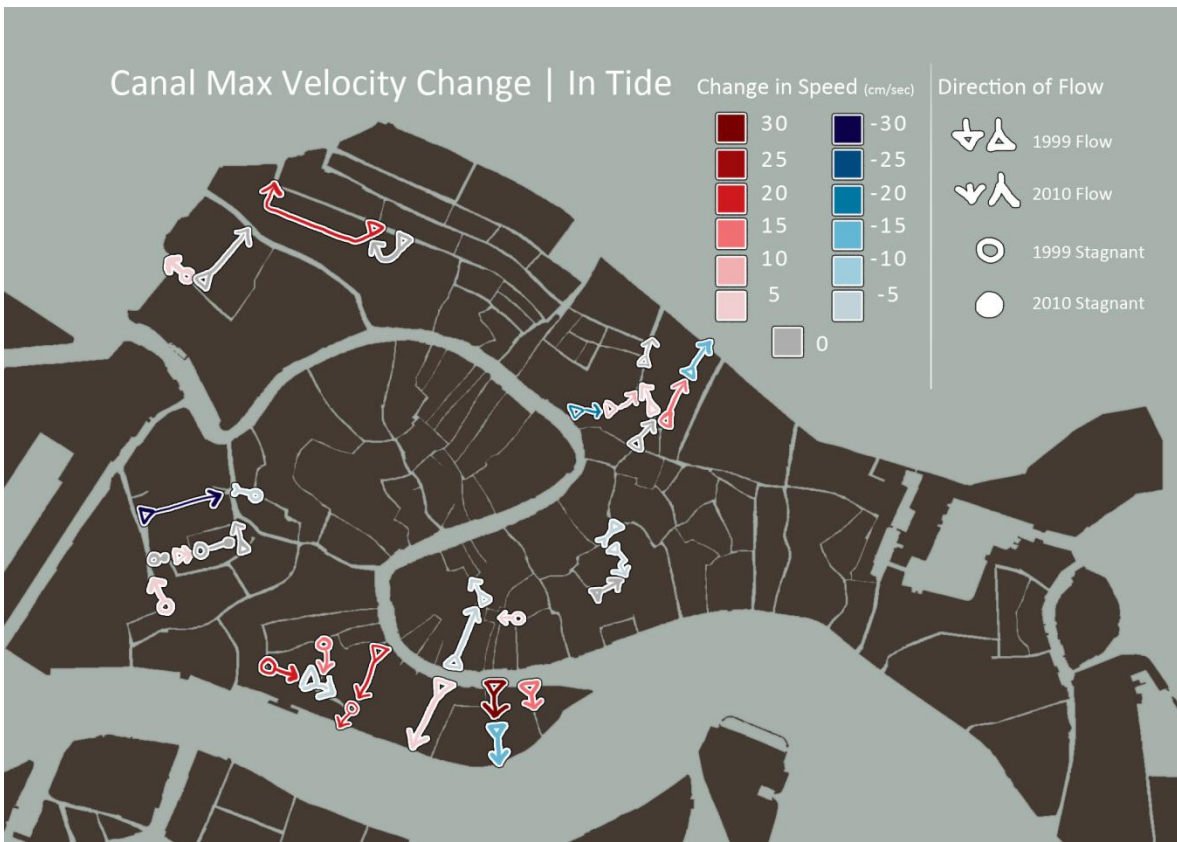 Canal Max Velocity Change | In Tide
Change in Speed (cm/sec)
30
25
20
15
10
5
-30
-25
-20
-15
-10
-5
0
Direction of Flow
1999 Flow
2010 Flow
1999 Stagnant
2010 Stagnant